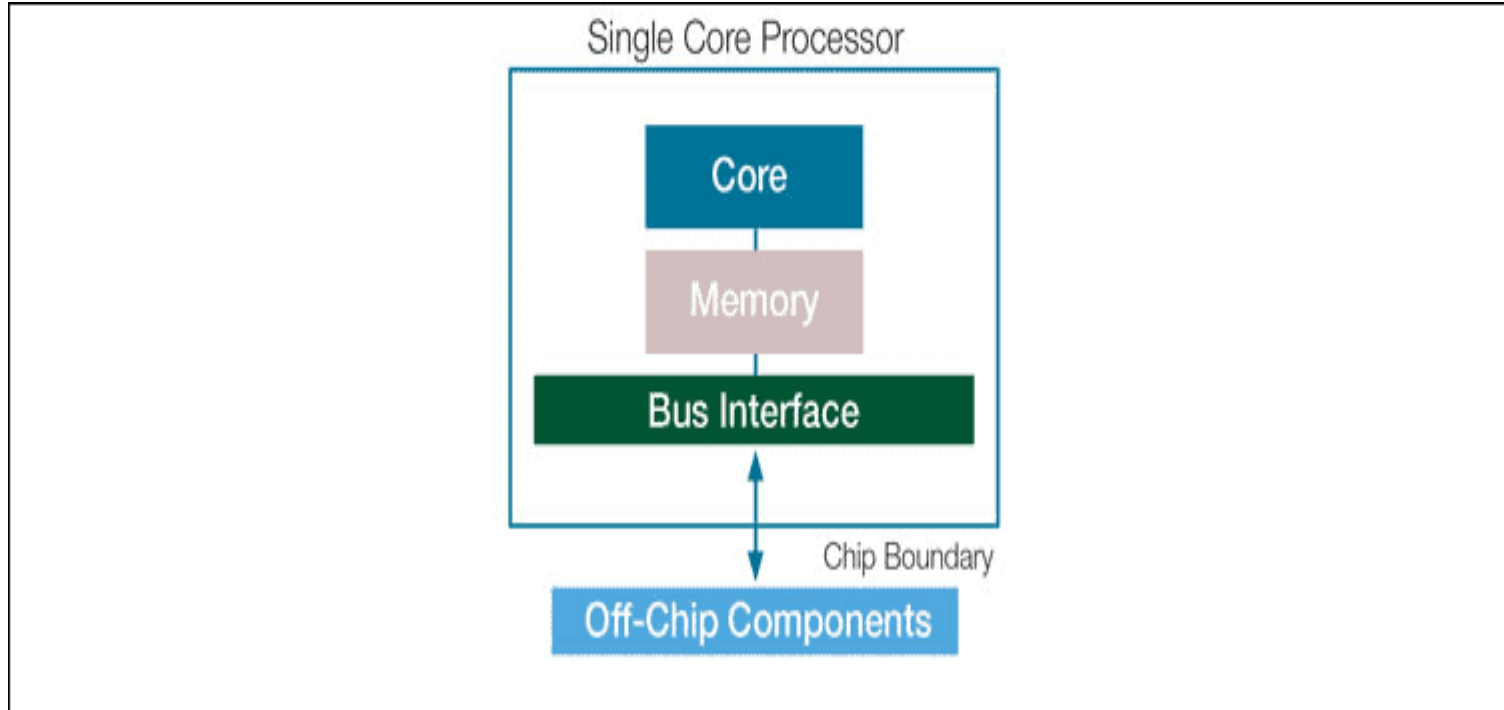 Single Core Processor
Core
Memory
Bus Interface
Chip Boundary
Off-Chip Components